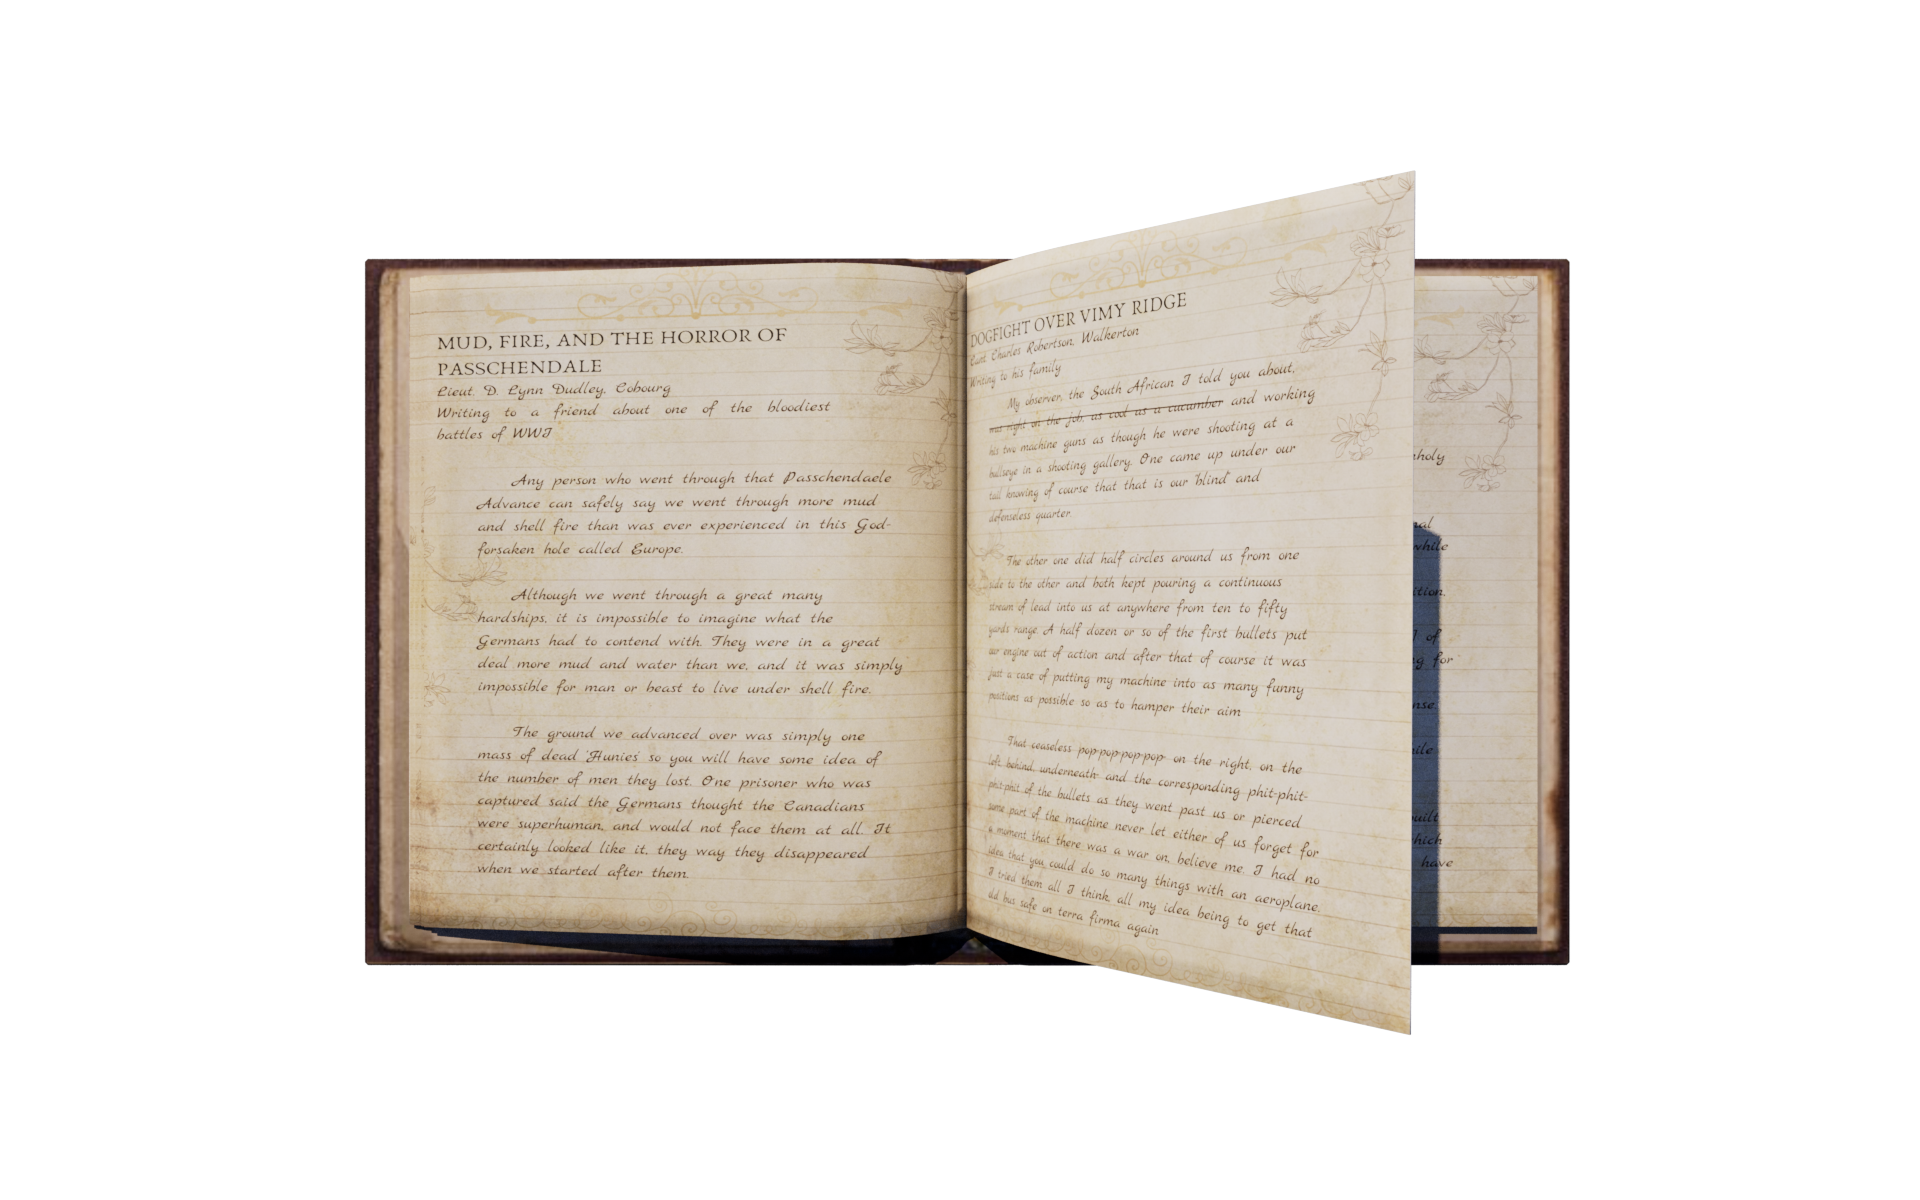 MUD, FIRE, AND THE HORROR OF
PASSCHENDALE
Lieut. D. Lynn Dudley, Cobourg
Writing to a friend about one of the bloodiest
battles of WWI
Any person who went through that Passchendaele
Advance can safely say we went through more mud
and shell fire than was ever experienced in this God-
forsaken hole called Europe.
Although we went through a great many
hardships, it is impossible to imagine what the
Germans had to contend with. They were in a great
deal more mud and water than we, and it was simply
impossible for man or beast to live under shell fire.
The ground we advanced over was simply one
mass of dead 'Hunies' so you will have some idea of
the number of men they lost. One prisoner who was
captured said the Germans thought the Canadians
were superhuman, and would not face them at all. It
certainly looked like it, they way they disappeared
when we started after them.
DOGFIGHT OVER VIMY RIDGE
Charles Robertson, Walkerton
Writing to his family
My observer, the South African I told you about,
was right on the job, as cool as a cucumber and working
his two machine guns as though he were shooting at a
bullseye in a shooting gallery. One came up under our
tail knowing of course that that is our "blind" and
defenseless quarter.
The other one did half circles around us from one
side to the other and both kept pouring a continuous
stream of lead into us at anywhere from ten to fifty
yards range. A half dozen or so of the first bullets put
our engine out of action and after that of course it was
just a case of putting my machine into as many funny
positions as possible so as to hamper their aim
That ceaseless pop-pop-pop-pop on the right, on the
left, behind, underneath and the corresponding phit-phit-
phit-phit of the bullets as they went past us or pierced
some part of the machine never let either of us forget for
a moment that there was a war on, believe me. I had no
idea that you could do so many things with an aeroplane.
I tried them all I think, all my idea being to get that
old bus safe on terra firma again
while
of
for
which
have